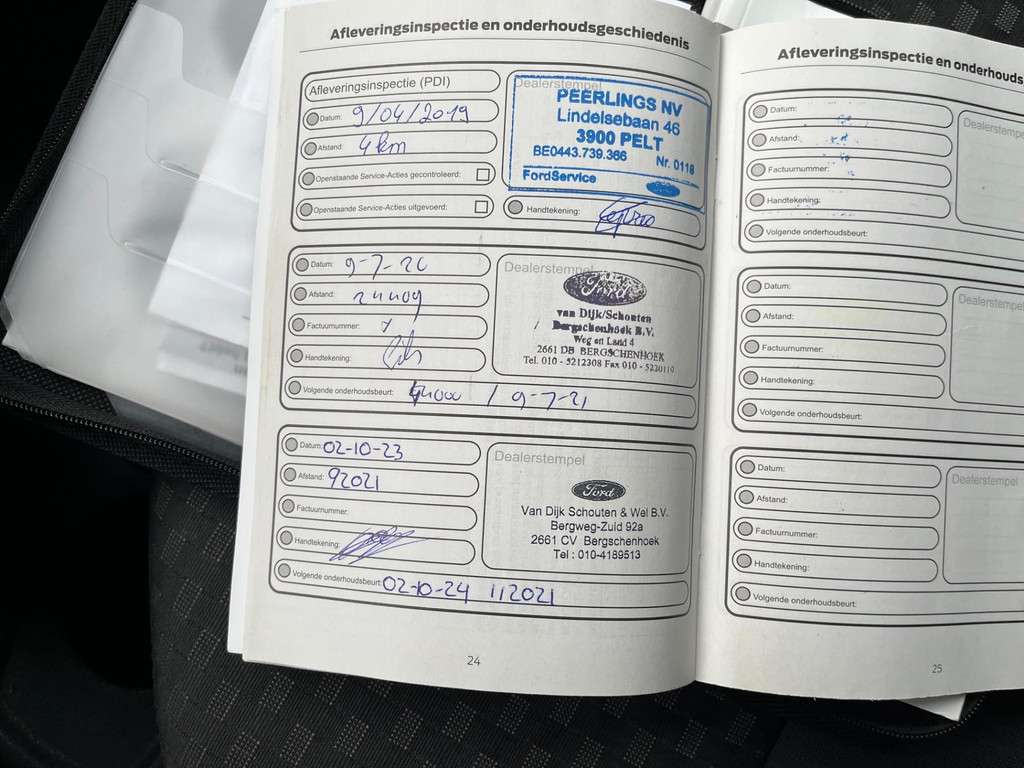 Afleveringsinspectie en onderhoudsgeschiedenis
Afleveringsinspectie (PDI)
Datum: 9/04/2019
Afstand: 4 km
Openstaande Service-Acties gecontroleerd:
Openstaande Service-Acties uitgevoerd:
Dealerstempel
PEERLINGS NV
Lindelsebaan 46
3900 PELT
BE0443.739.366 Nr. 0118
FordService
Ford
Handtekening:
Datum: 9-7-20
Afstand: 24409
Factuurnummer:
Handtekening:
Volgende onderhoudsbeurt: 44000 / 9-7-21
Dealerstempel
Ford
van Dijk/Schouten
Bergschenhoek B.V.
Weg en Land 4
2661 DB BERGSCHENHOEK
Tel. 010 - 5212308 Fax 010 - 5220119
Datum: 02-10-23
Afstand: 92021
Factuurnummer:
Handtekening:
Volgende onderhoudsbeurt: 02-10-24 112021
Dealerstempel
Ford
Van Dijk Schouten & Wel B.V.
Bergweg-Zuid 92a
2661 CV Bergschenhoek
Tel : 010-4189513
24
Afleveringsinspectie en onderhouds
Datum:
Afstand:
Factuurnummer:
Handtekening:
Volgende onderhoudsbeurt:
Dealerstempel
Datum:
Afstand:
Factuurnummer:
Handtekening:
Volgende onderhoudsbeurt:
Dealerstempel
Datum:
Afstand:
Factuurnummer:
Handtekening:
Volgende onderhoudsbeurt:
Dealerstempel
25